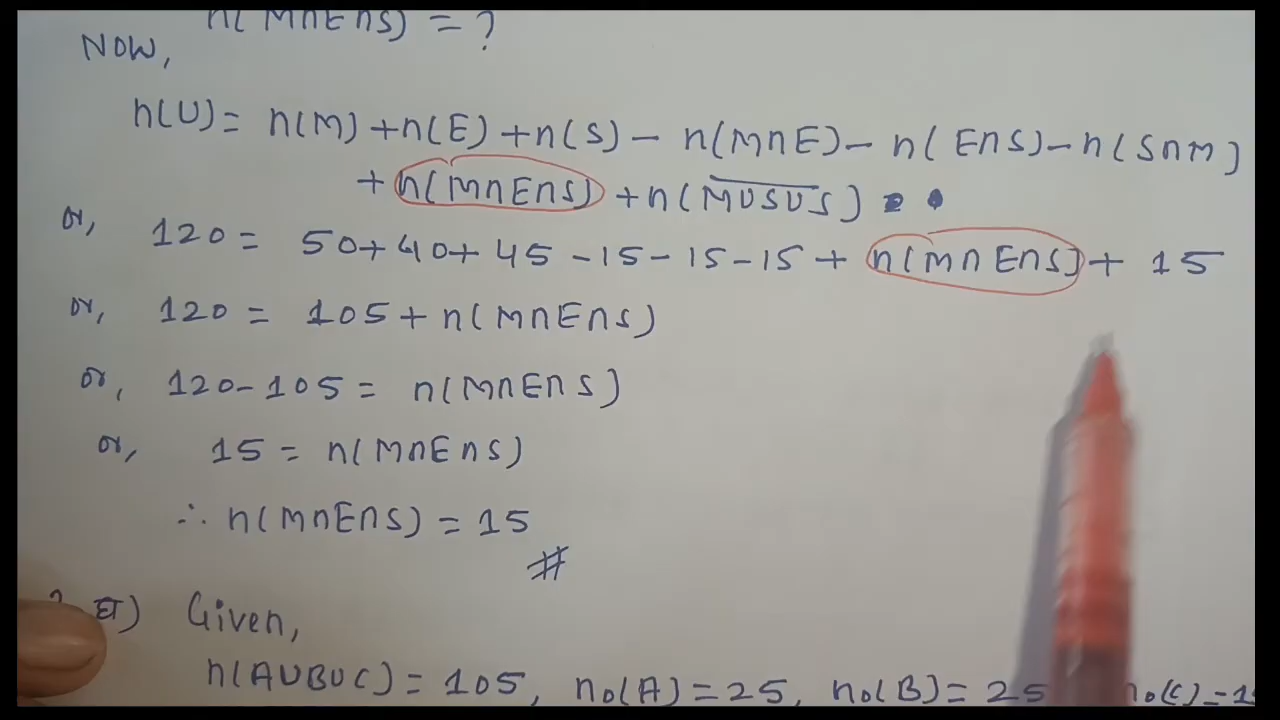 n(MnEnS) = ?
NOW,
n(U)= n(M) +n(E) +n(S) - n(MnE) - n(EnS) - n(SnM)
+ n(MnEnS) + n(M̅U̅S̅U̅S̅)
or, 120 = 50+40+45 -15-15-15+ n(MnEnS)+ 15
or, 120 = 105 + n(MnEnS)
or, 120-105 = n(MnEnS)
or, 15 = n(MnEnS)
∴ n(MnEnS) = 15
#
घ) Given,
n(AUBUC) = 105, no(A) = 25, no(B) = 25 no(C) =